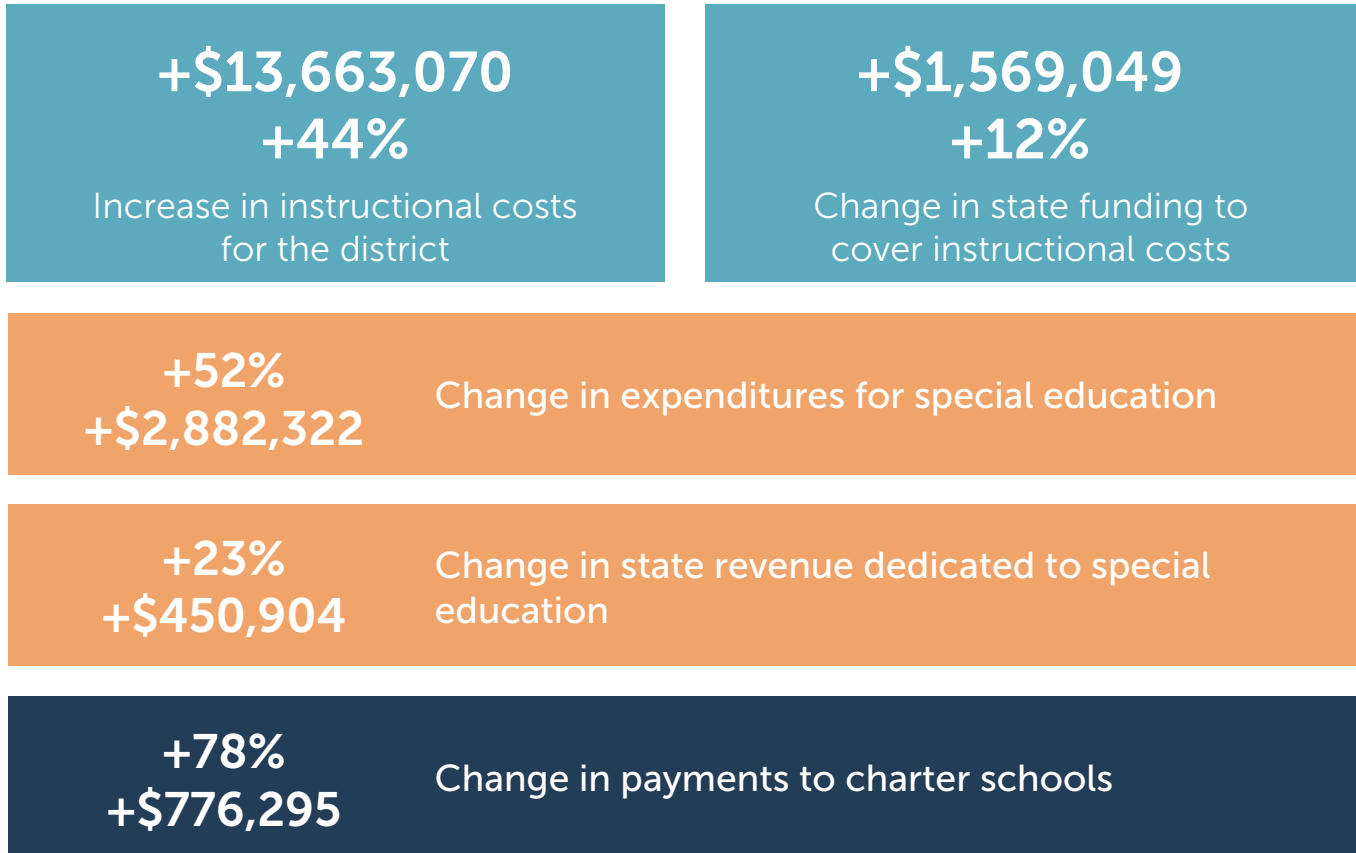 +$13,663,070
+44%
Increase in instructional costs
for the district
+$1,569,049
+12%
Change in state funding to
cover instructional costs
+52%
+$2,882,322
Change in expenditures for special education
+23%
+$450,904
Change in state revenue dedicated to special
education
+78%
+$776,295
Change in payments to charter schools